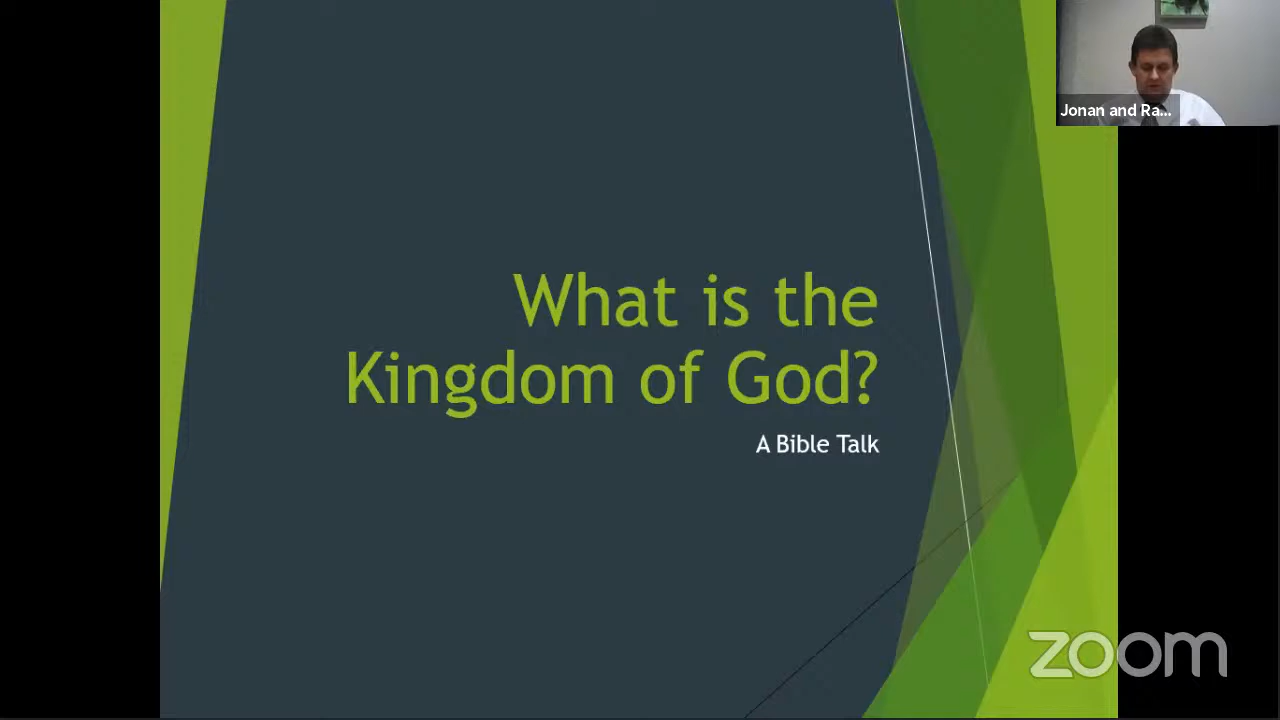 Jonan and Ra...
What is the
Kingdom of God?
A Bible Talk
zoom